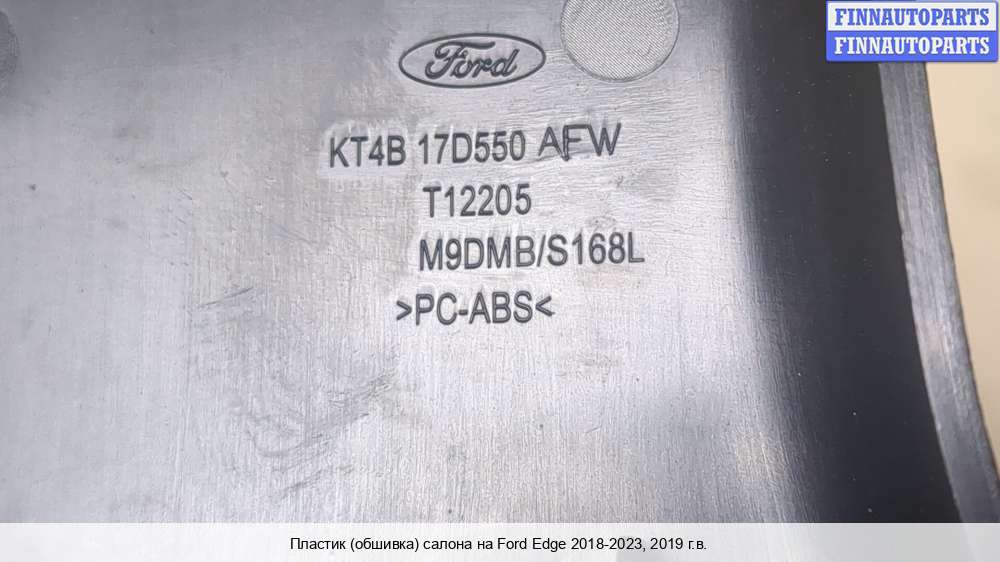 FINNAUTOPARTS
FINNAUTOPARTS
Ford
KT4B 17D550 AFW
T12205
M9DMB/S168L
>PC-ABS<
Пластик (обшивка) салона на Ford Edge 2018-2023, 2019 г.в.